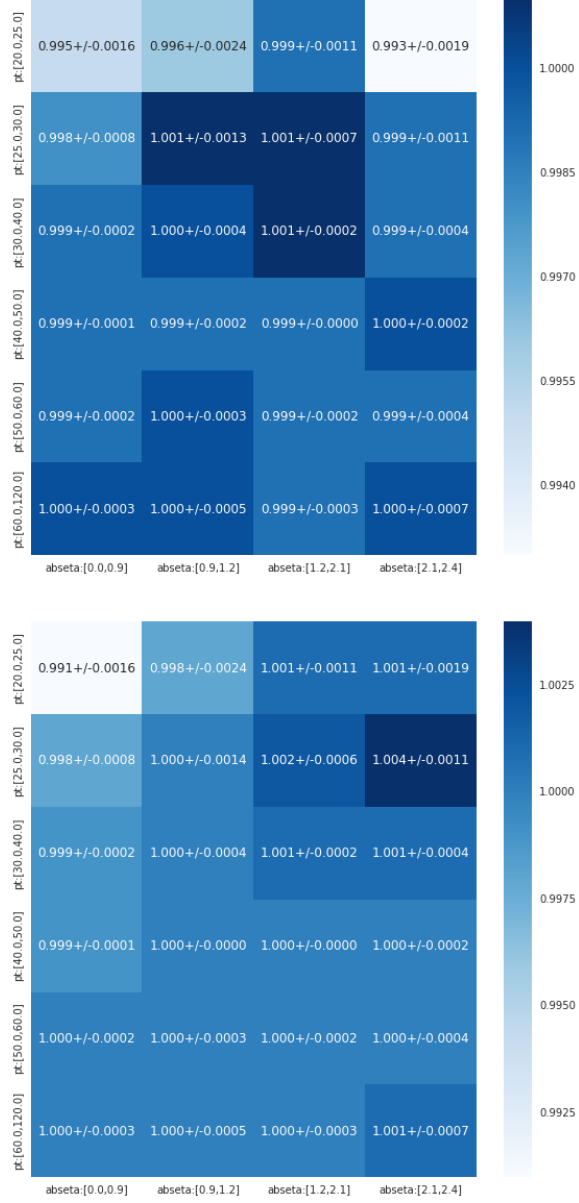 pt:[20.0,25.0] 0.995+/-0.0016 0.996+/-0.0024 0.999+/-0.0011 0.993+/-0.0019
pt:[25.0,30.0] 0.998+/-0.0008 1.001+/-0.0013 1.001+/-0.0007 0.999+/-0.0011
pt:[30.0,40.0] 0.999+/-0.0002 1.000+/-0.0004 1.001+/-0.0002 0.999+/-0.0004
pt:[40.0,50.0] 0.999+/-0.0001 0.999+/-0.0002 0.999+/-0.0000 1.000+/-0.0002
pt:[50.0,60.0] 0.999+/-0.0002 1.000+/-0.0003 0.999+/-0.0002 0.999+/-0.0004
pt:[60.0,120.0] 1.000+/-0.0003 1.000+/-0.0005 0.999+/-0.0003 1.000+/-0.0007
abseta:[0.0,0.9] abseta:[0.9,1.2] abseta:[1.2,2.1] abseta:[2.1,2.4]
1.0000
0.9985
0.9970
0.9955
0.9940
pt:[20.0,25.0] 0.991+/-0.0016 0.998+/-0.0024 1.001+/-0.0011 1.001+/-0.0019
pt:[25.0,30.0] 0.998+/-0.0008 1.000+/-0.0014 1.002+/-0.0006 1.004+/-0.0011
pt:[30.0,40.0] 0.999+/-0.0002 1.000+/-0.0004 1.001+/-0.0002 1.001+/-0.0004
pt:[40.0,50.0] 0.999+/-0.0001 1.000+/-0.0000 1.000+/-0.0000 1.000+/-0.0002
pt:[50.0,60.0] 1.000+/-0.0002 1.000+/-0.0003 1.000+/-0.0002 1.000+/-0.0004
pt:[60.0,120.0] 1.000+/-0.0003 1.000+/-0.0005 1.000+/-0.0003 1.001+/-0.0007
abseta:[0.0,0.9] abseta:[0.9,1.2] abseta:[1.2,2.1] abseta:[2.1,2.4]
1.0025
1.0000
0.9975
0.9950
0.9925